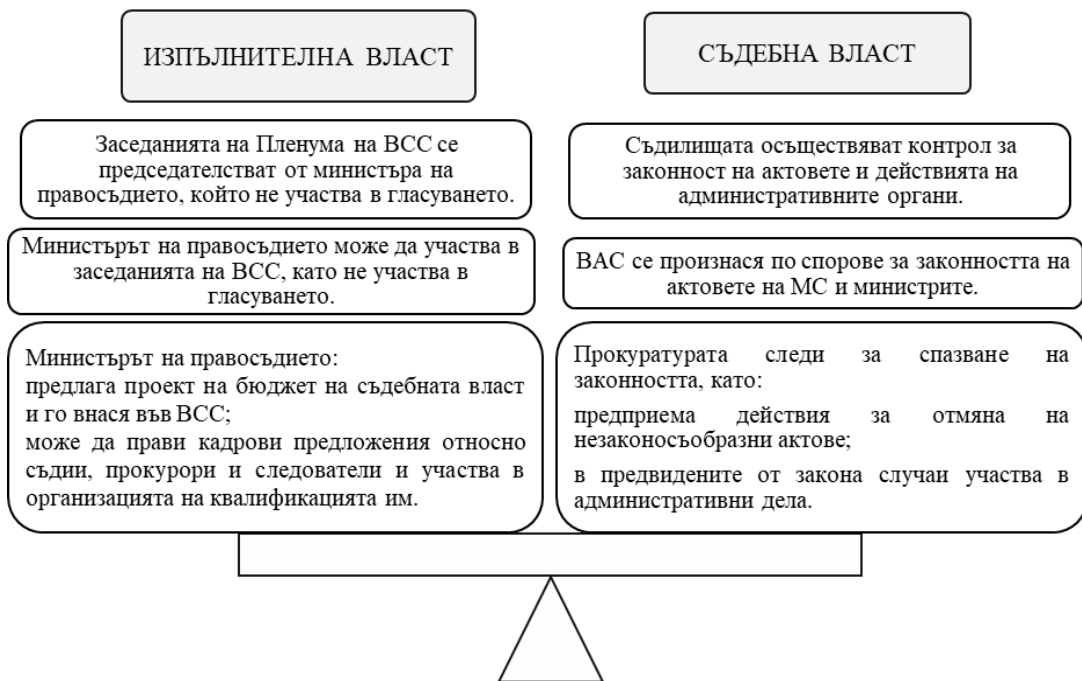 ИЗПЪЛНИТЕЛНА ВЛАСТ
Заседанията на Пленума на ВСС се
председателстват от министъра на
правосъдието, който не участва в гласуването.
Министърът на правосъдието може да участва в
заседанията на ВСС, като не участва в
гласуването.
Министърът на правосъдието:
предлага проект на бюджет на съдебната власт
и го внася във ВСС;
може да прави кадрови предложения относно
съдии, прокурори и следователи и участва в
организацията на квалификацията им.
СЪДЕБНА ВЛАСТ
Съдилищата осъществяват контрол за
законност на актовете и действията на
административните органи.
ВАС се произнася по спорове за законността на
актовете на МС и министрите.
Прокуратурата следи за спазване на
законността, като:
предприема действия за отмяна на
незаконосъобразни актове;
в предвидените от закона случаи участва в
административни дела.